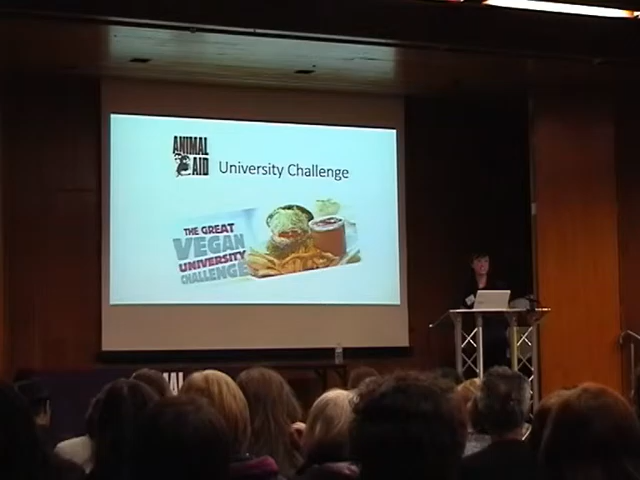 ANIMAL
AID
University Challenge
THE GREAT
VEGAN
UNIVERSITY
CHALLENGE